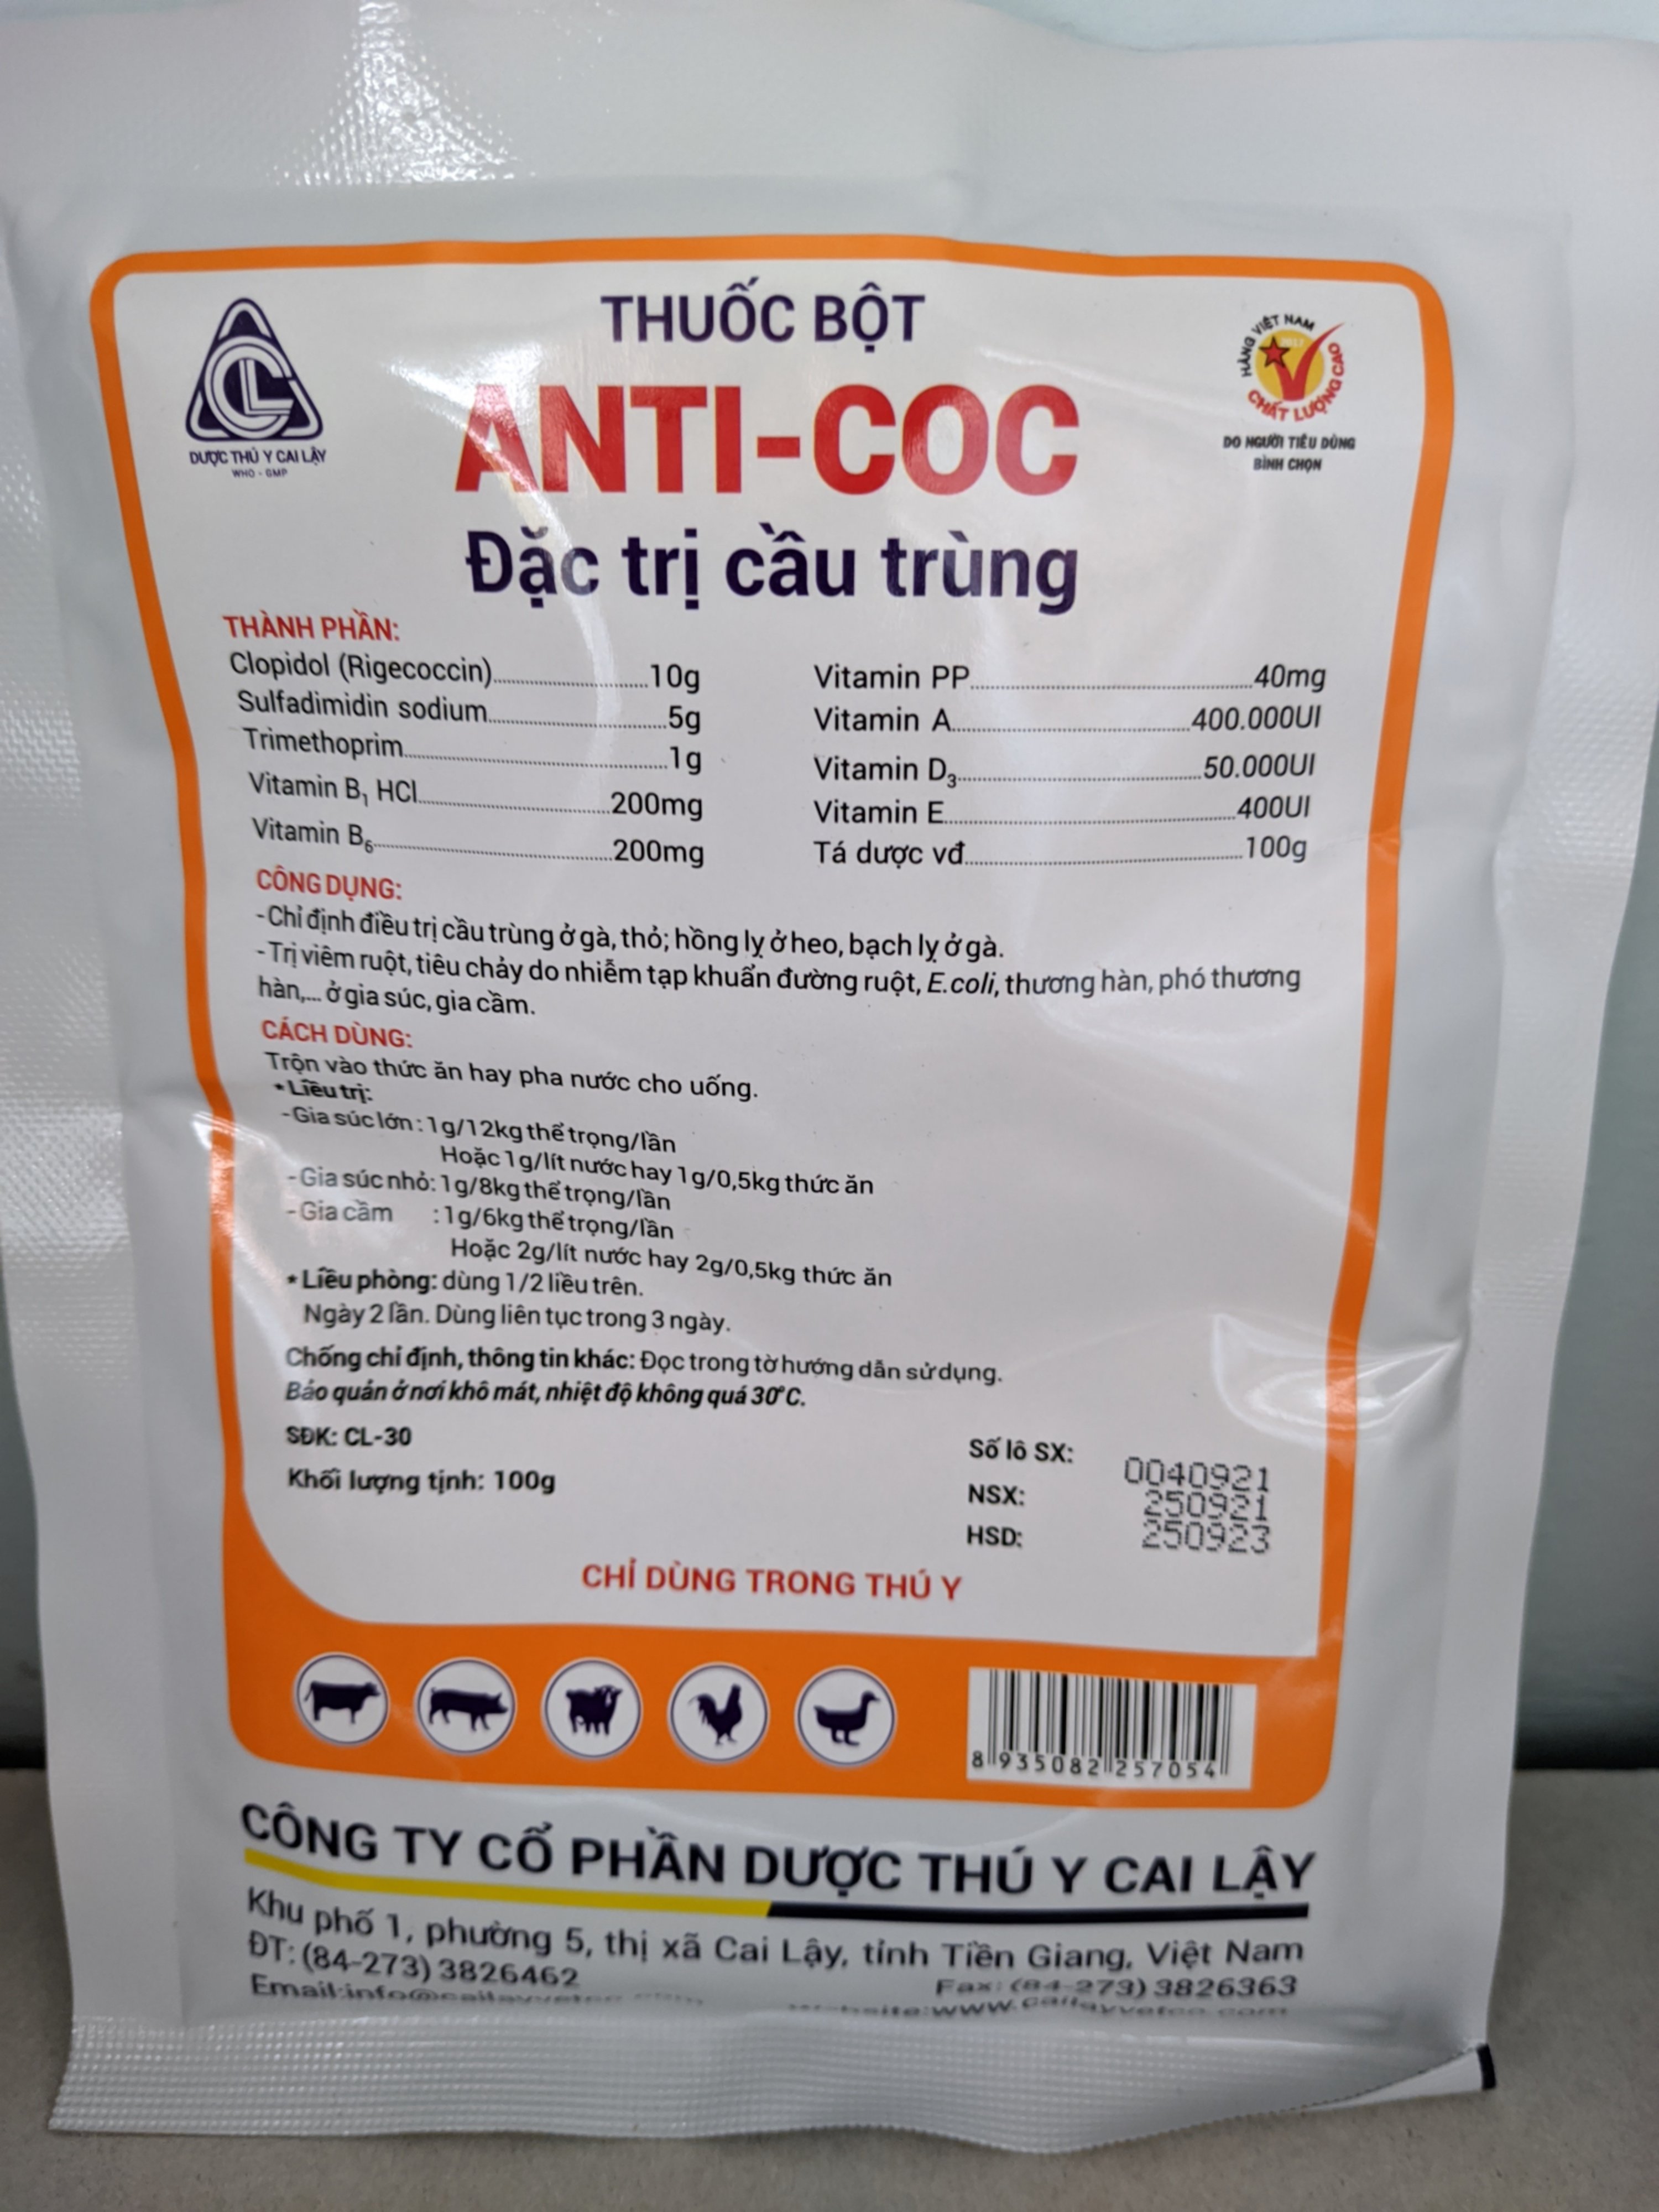 THUỐC BỘT
ANTI-COC
Đặc trị cầu trùng
DƯỢC THÚ Y CAI LẬY
WHO - GMP
HÀNG VIỆT NAM
2017
CHẤT LƯỢNG CAO
DO NGƯỜI TIÊU DÙNG
BÌNH CHỌN
THÀNH PHẦN:
Clopidol (Rigecoccin)..........10g
Sulfadimidin sodium..........5g
Trimethoprim..........1g
Vitamin B₁ HCl..........200mg
Vitamin B₆..........200mg
Vitamin PP..........40mg
Vitamin A..........400.000UI
Vitamin D₃..........50.000UI
Vitamin E..........400UI
Tá dược vđ..........100g
CÔNG DỤNG:
-Chỉ định điều trị cầu trùng ở gà, thỏ; hồng lỵ ở heo, bạch lỵ ở gà.
-Trị viêm ruột, tiêu chảy do nhiễm tạp khuẩn đường ruột, E.coli, thương hàn, phó thương
hàn,... ở gia súc, gia cầm.
CÁCH DÙNG:
Trộn vào thức ăn hay pha nước cho uống.
* Liều trị:
-Gia súc lớn : 1g/12kg thể trọng/lần
Hoặc 1g/lít nước hay 1g/0,5kg thức ăn
-Gia súc nhỏ: 1g/8kg thể trọng/lần
-Gia cầm : 1g/6kg thể trọng/lần
Hoặc 2g/lít nước hay 2g/0,5kg thức ăn
* Liều phòng: dùng 1/2 liều trên.
Ngày 2 lần. Dùng liên tục trong 3 ngày.
Chống chỉ định, thông tin khác: Đọc trong tờ hướng dẫn sử dụng.
Bảo quản ở nơi khô mát, nhiệt độ không quá 30°C.
SĐK: CL-30
Khối lượng tịnh: 100g
Số lô SX: 0040921
NSX: 250921
HSD: 250923
CHỈ DÙNG TRONG THÚ Y
8 935082 257054
CÔNG TY CỔ PHẦN DƯỢC THÚ Y CAI LẬY
Khu phố 1, phường 5, thị xã Cai Lậy, tỉnh Tiền Giang, Việt Nam
ĐT: (84-273) 3826462
Fax: (84-273) 3826363
Email:info@cailayvetco.com
Website:www.cailayvetco.com